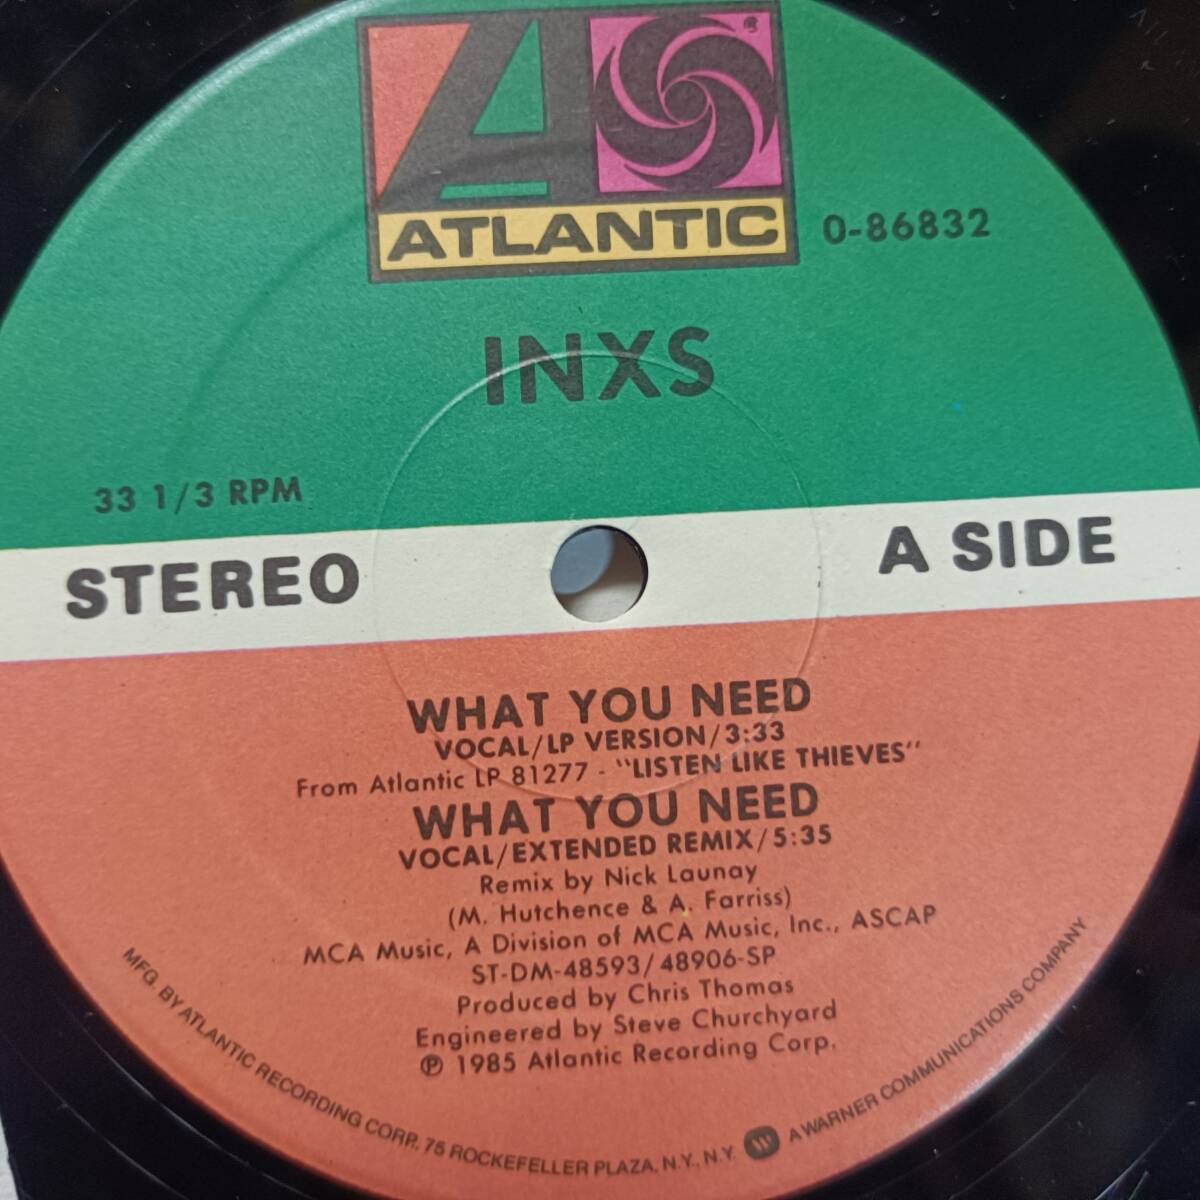 ATLANTIC
0-86832
INXS
33 1/3 RPM
STEREO
A SIDE
WHAT YOU NEED
VOCAL/LP VERSION/3:33
From Atlantic LP 81277 - "LISTEN LIKE THIEVES"
WHAT YOU NEED
VOCAL/EXTENDED REMIX/5:35
Remix by Nick Launay
(M. Hutchence & A. Farriss)
MCA Music, A Division of MCA Music, Inc., ASCAP
ST-DM-48593/48906-SP
Produced by Chris Thomas
Engineered by Steve Churchyard
℗ 1985 Atlantic Recording Corp.
MFG. BY ATLANTIC RECORDING CORP., 75 ROCKEFELLER PLAZA, N.Y., N.Y. A WARNER COMMUNICATIONS COMPANY